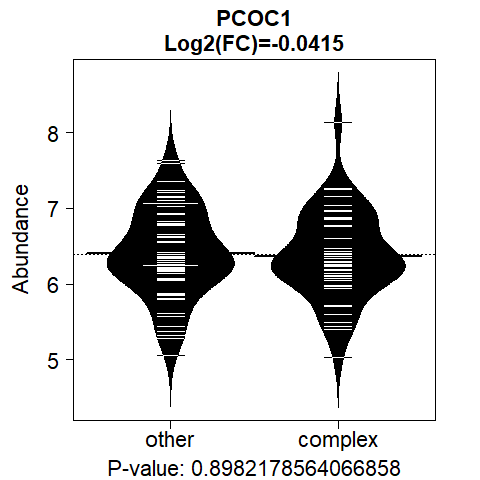 PCOC1
Log2(FC)=-0.0415
Abundance
8
7
6
5
other complex
P-value: 0.8982178564066858